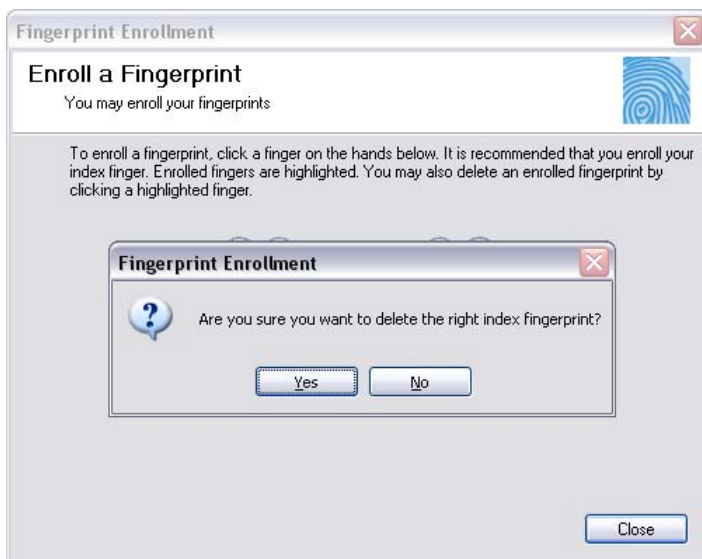 Fingerprint Enrollment
Enroll a Fingerprint
You may enroll your fingerprints
To enroll a fingerprint, click a finger on the hands below. It is recommended that you enroll your
index finger. Enrolled fingers are highlighted. You may also delete an enrolled fingerprint by
clicking a highlighted finger.
Fingerprint Enrollment
Are you sure you want to delete the right index fingerprint?
Yes No
Close